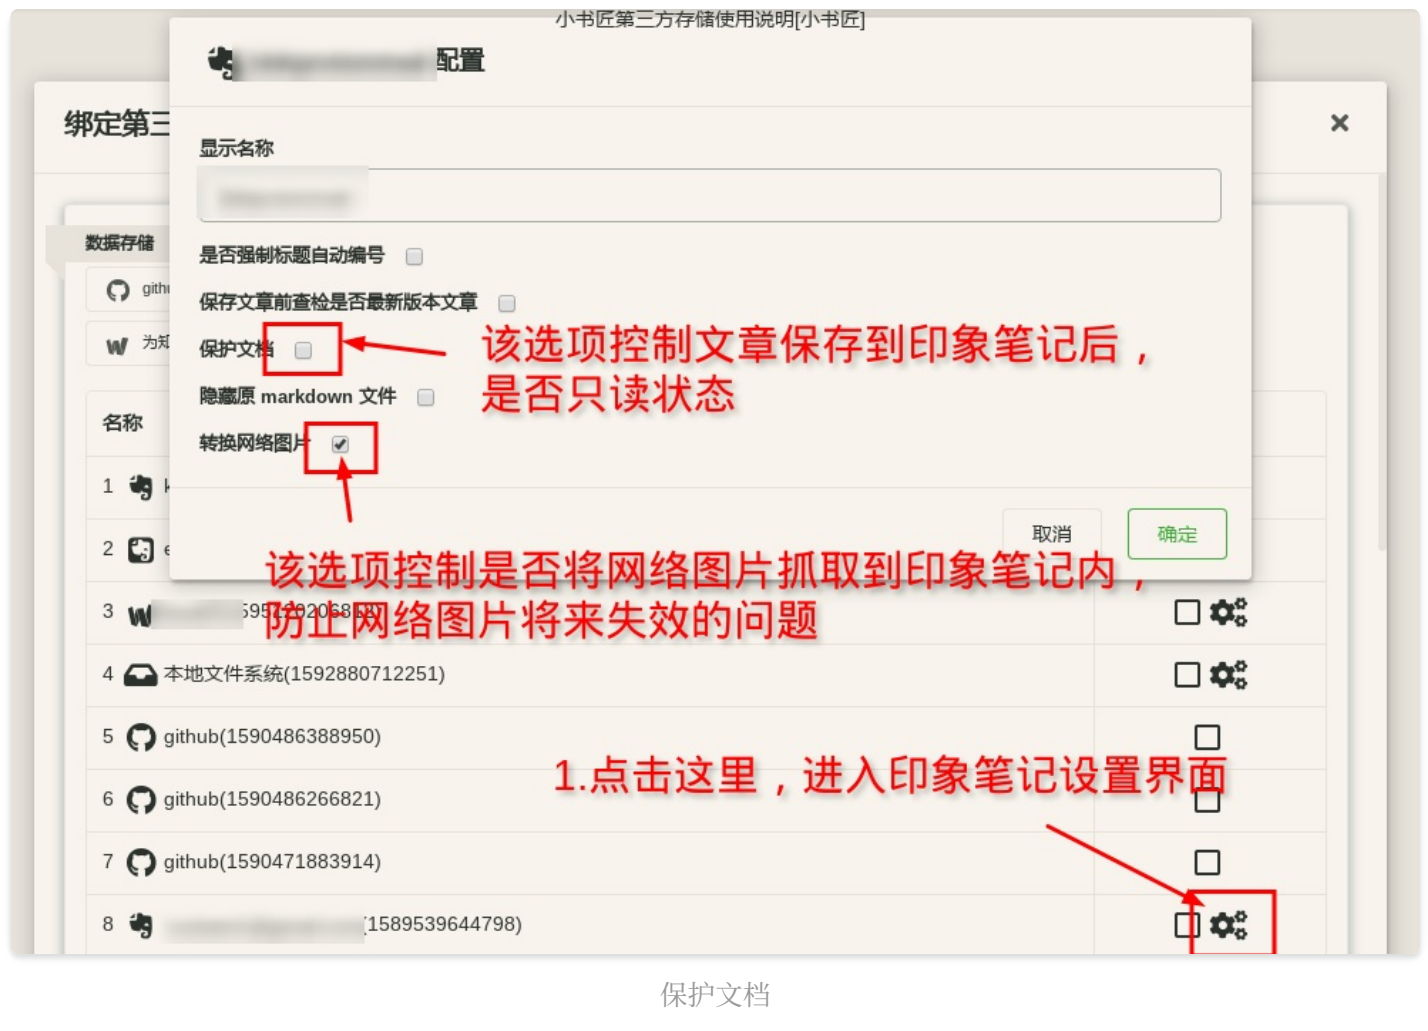 小书匠第三方存储使用说明[小书匠]
配置
绑定第三
显示名称
数据存储
是否强制标题自动编号
保存文章前查检是否最新版本文章
保护文档
该选项控制文章保存到印象笔记后，
是否只读状态
隐藏原 markdown 文件
转换网络图片
为知
名称
取消
确定
1
2
该选项控制是否将网络图片抓取到印象笔记内，
防止网络图片将来失效的问题
3
4 本地文件系统(1592880712251)
5 github(1590486388950)
1.点击这里，进入印象笔记设置界面
6 github(1590486266821)
7 github(1590471883914)
8 (1589539644798)
保护文档